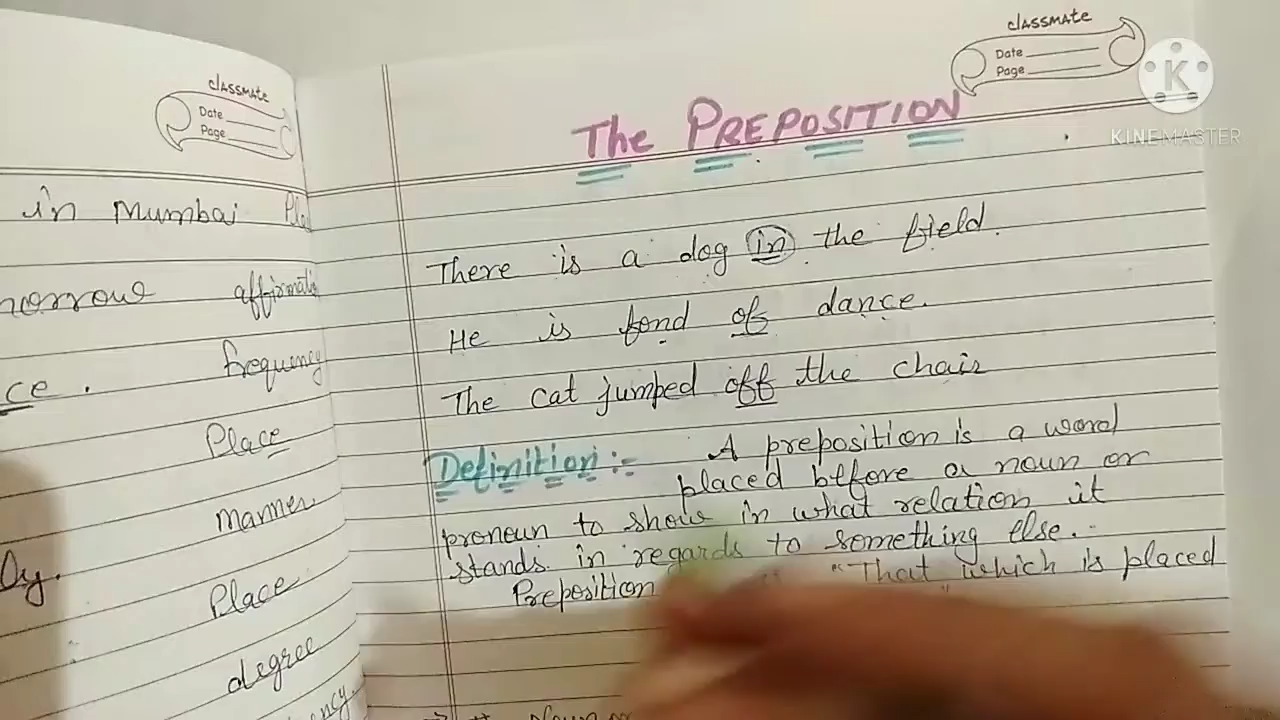 classmate
Date
Page
in Mumbai
affirmati
ce. frequency
Place
manner
Place
degree
classmate
Date
Page
K
KINEMASTER
The PREPOSITION
There is a dog in the field.
He is fond of dance.
The cat jumped off the chair
Definition:- A preposition is a word
placed before a noun or
pronoun to show in what relation it
stands in regards to something else.
Preposition "That which is placed